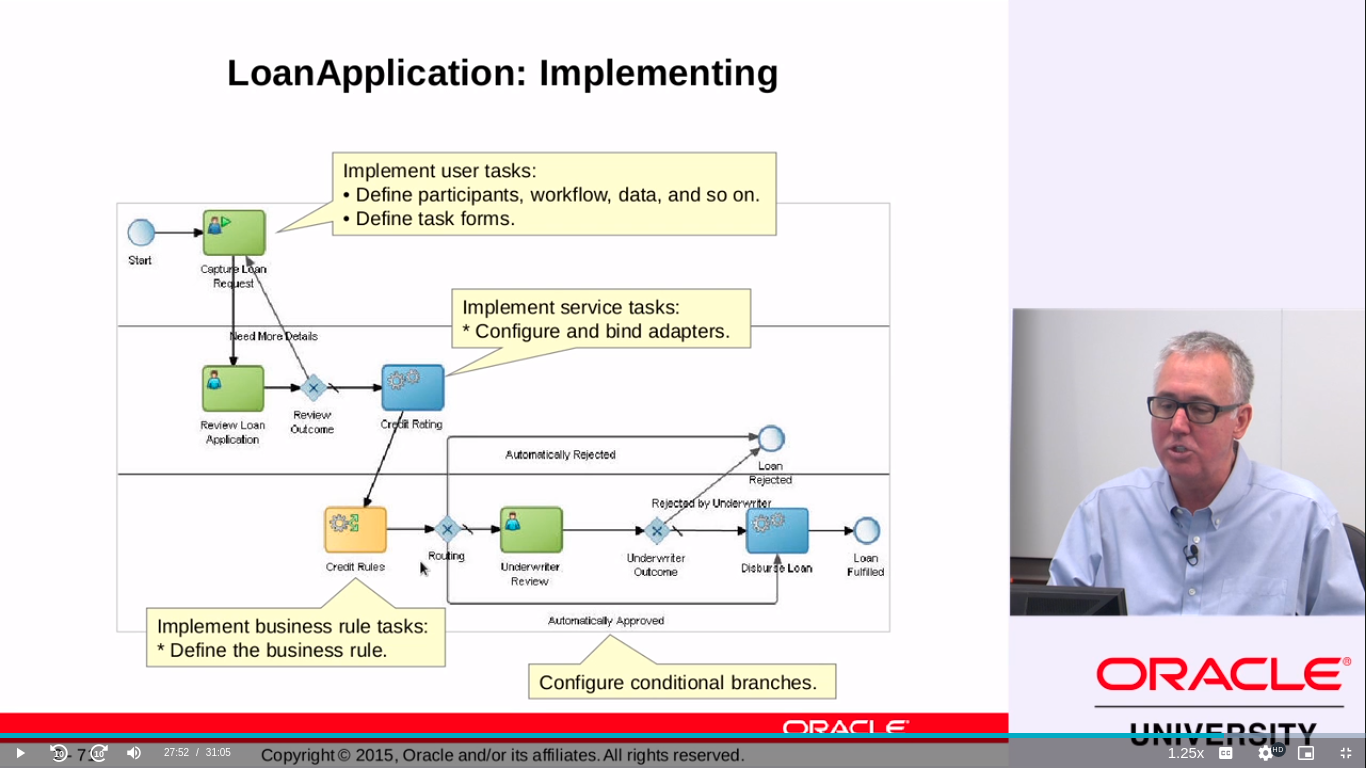 LoanApplication: Implementing
Implement user tasks:
• Define participants, workflow, data, and so on.
• Define task forms.
Start
Capture Loan
Request
Implement service tasks:
* Configure and bind adapters.
Need More Details
Review Loan
Application
Review
Outcome
Credit Rating
Automatically Rejected
Loan
Rejected
Rejected by Underwriter
Credit Rules
Routing
Underwriter
Review
Underwriter
Outcome
Disburse Loan
Loan
Fulfilled
Automatically Approved
Implement business rule tasks:
* Define the business rule.
Configure conditional branches.
ORACLE
ORACLE®
UNIVERSITY
10
10
27:52 / 31:05
Copyright © 2015, Oracle and/or its affiliates. All rights reserved.
1.25x
CC
HD